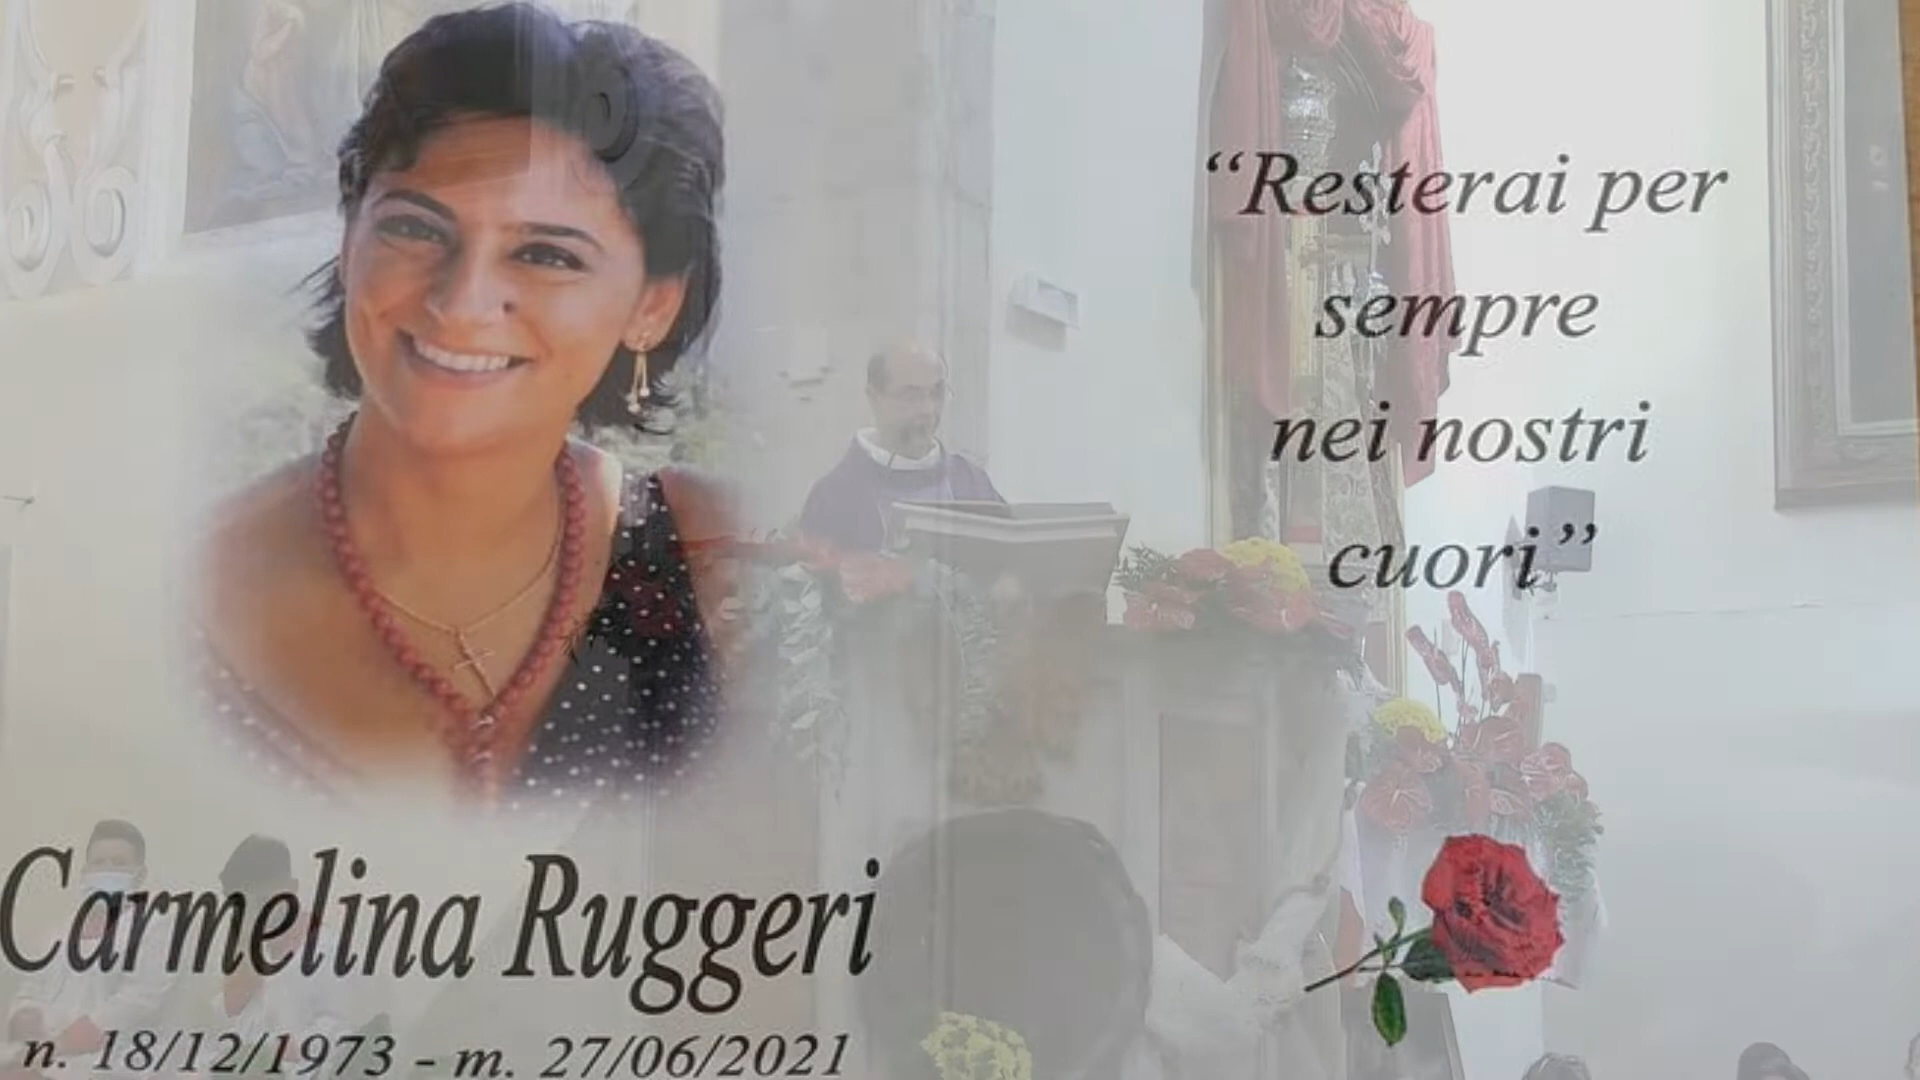 “Resterai per
sempre
nei nostri
cuori”
Carmelina Ruggeri
n. 18/12/1973 - m. 27/06/2021